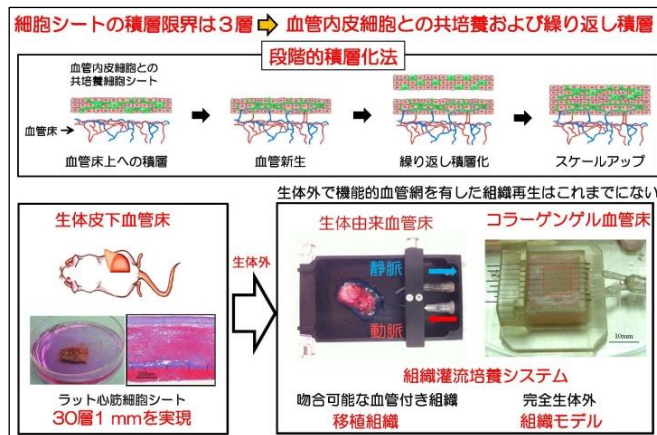 細胞シートの積層限界は3層 血管内皮細胞との共培養および繰り返し積層
段階的積層化法
血管内皮細胞との
共培養細胞シート
血管床
血管床上への積層
血管新生
繰り返し積層化
スケールアップ
生体外で機能的血管網を有した組織再生はこれまでにない
生体皮下血管床
生体外
ラット心筋細胞シート
30層1 mmを実現
生体由来血管床
静脈
動脈
コラーゲンゲル血管床
10mm
組織灌流培養システム
吻合可能な血管付き組織
移植組織
完全生体外
組織モデル